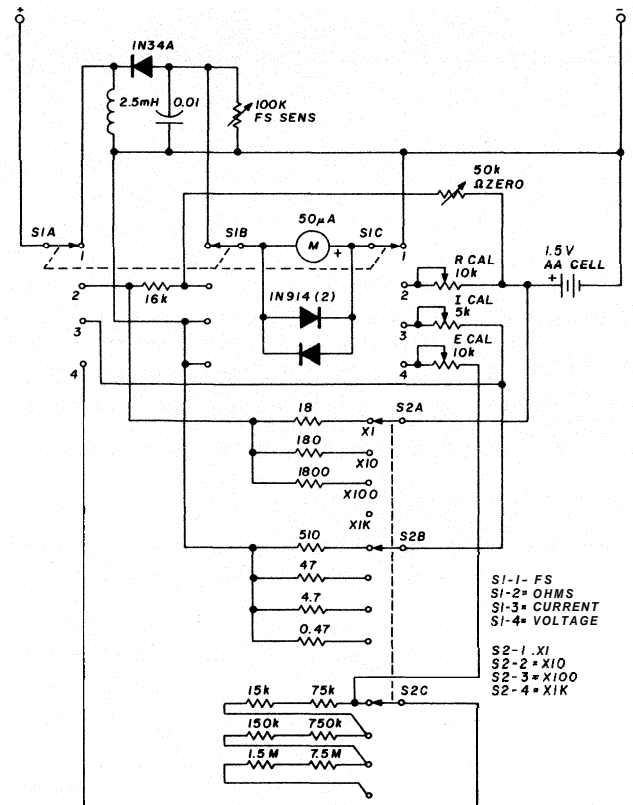 +
−
1N34A
2.5mH
0.01
100K
FS SENS
50k
ΩZERO
50μA
S1A
1
S1B
M
+
S1C
1
1.5V
AA CELL
+
R CAL
10k
2
16k
2
1N914(2)
I CAL
5k
3
3
E CAL
10k
4
4
18
X1
S2A
180
X10
1800
X100
X1K
510
S2B
47
4.7
0.47
S1-1- FS
S1-2= OHMS
S1-3= CURRENT
S1-4= VOLTAGE
S2-1 .X1
S2-2 = X10
S2-3 = X100
S2-4 = X1K
15k
75k
S2C
150k
750k
1.5M
7.5M